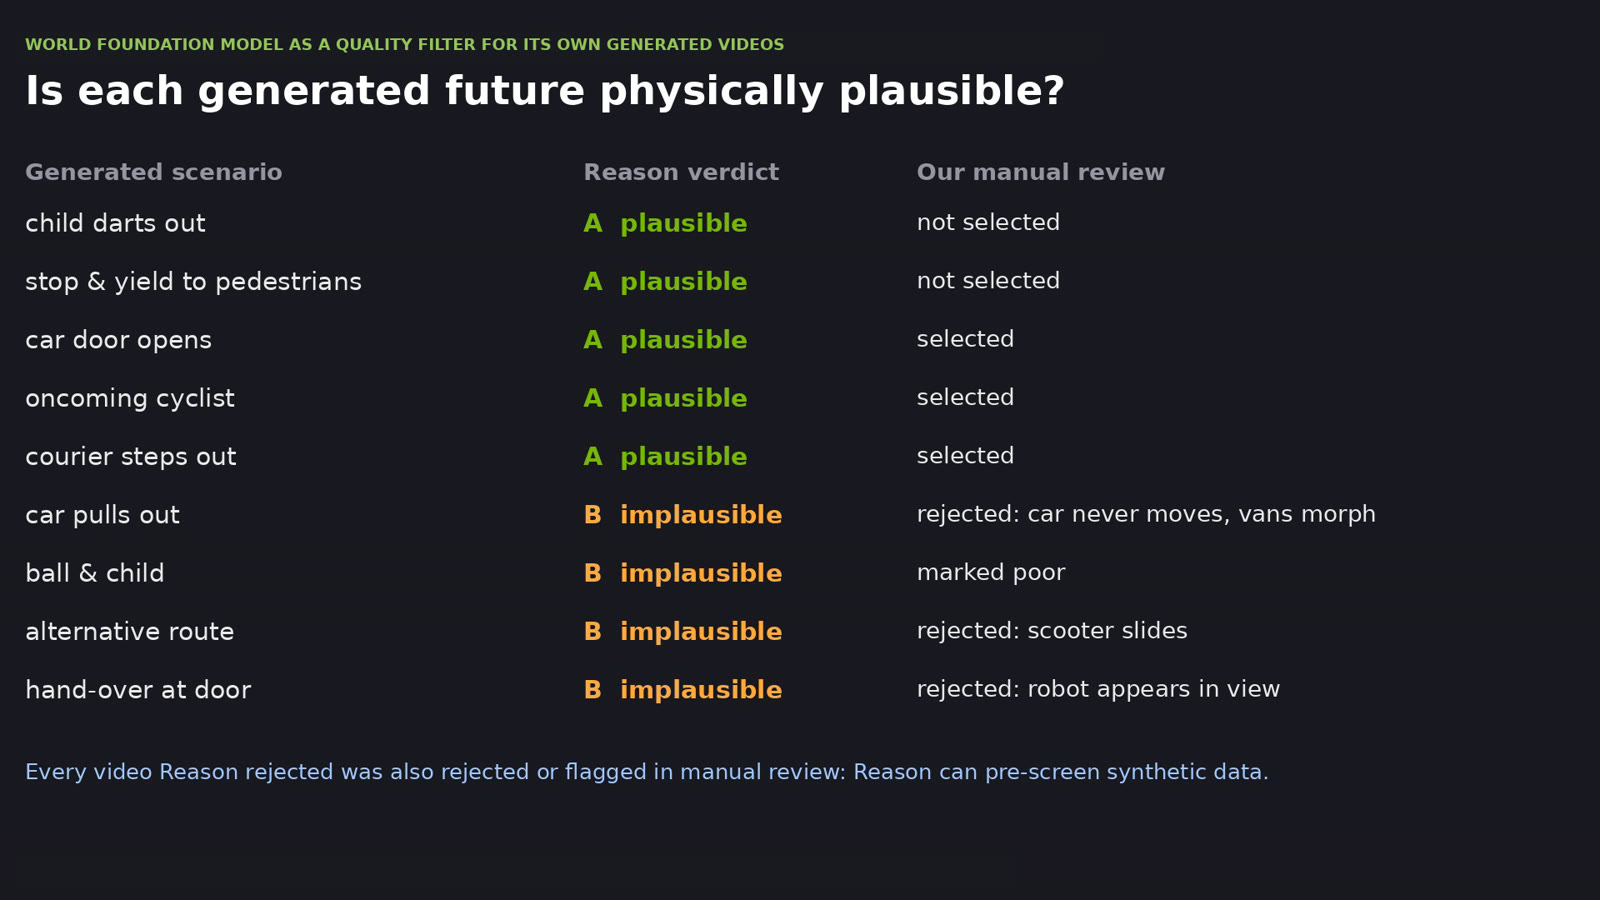 WORLD FOUNDATION MODEL AS A QUALITY FILTER FOR ITS OWN GENERATED VIDEOS
Is each generated future physically plausible?
Generated scenario Reason verdict Our manual review
child darts out A plausible not selected
stop & yield to pedestrians A plausible not selected
car door opens A plausible selected
oncoming cyclist A plausible selected
courier steps out A plausible selected
car pulls out B implausible rejected: car never moves, vans morph
ball & child B implausible marked poor
alternative route B implausible rejected: scooter slides
hand-over at door B implausible rejected: robot appears in view
Every video Reason rejected was also rejected or flagged in manual review: Reason can pre-screen synthetic data.